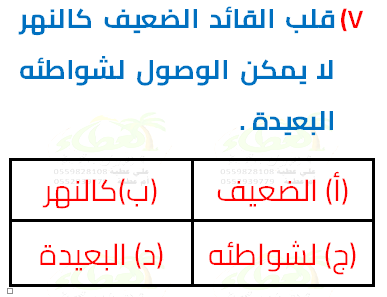 ٧) قلب القائد الضعيف كالنهر
لا يمكن الوصول لشواطئه
البعيدة .
(أ) الضعيف
(ب)كالنهر
(ج) لشواطئه
(د) البعيدة